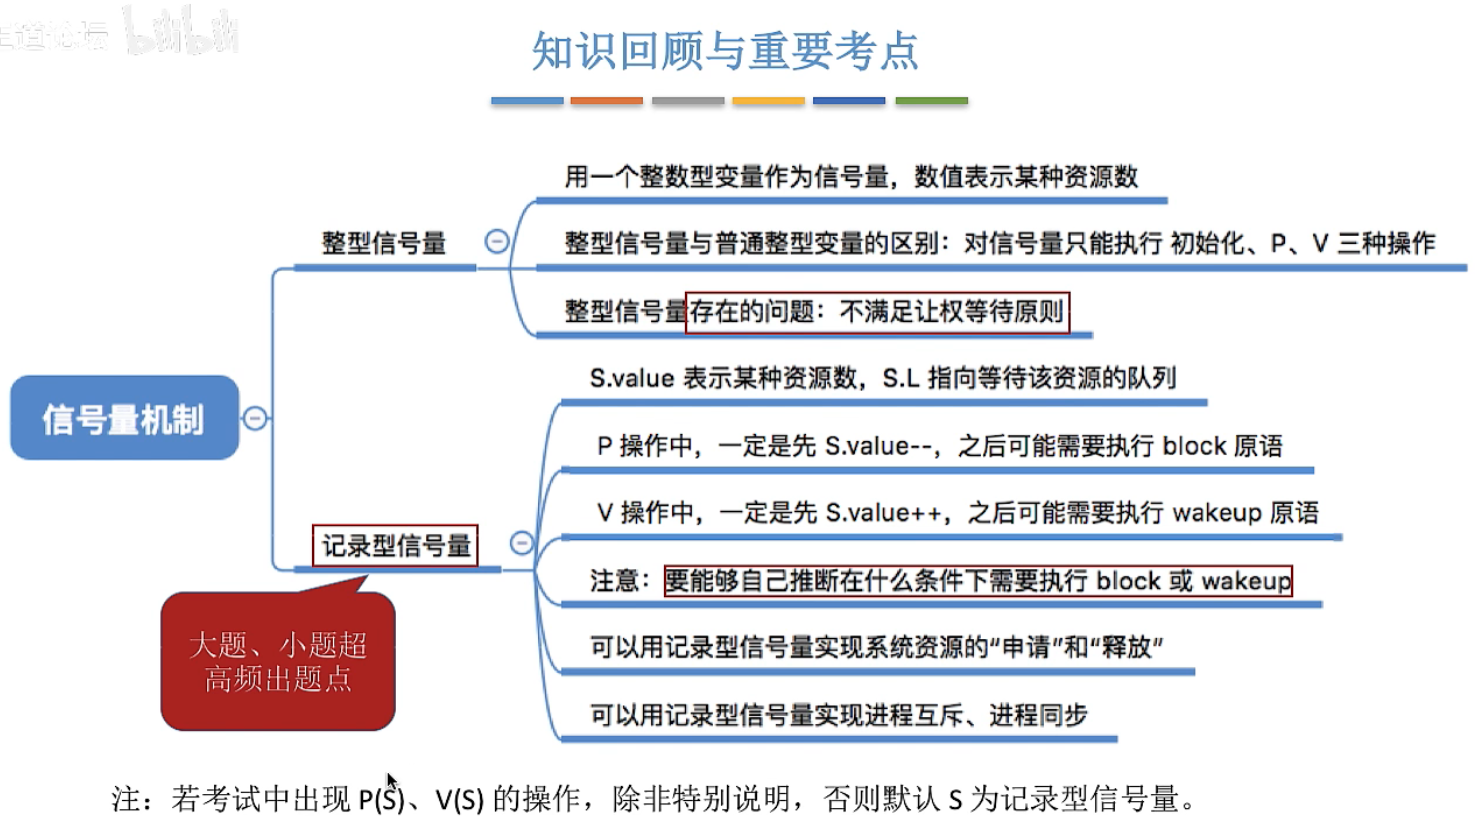 道论坛 bilibili
知识回顾与重要考点
用一个整数型变量作为信号量，数值表示某种资源数
整型信号量
整型信号量与普通整型变量的区别：对信号量只能执行 初始化、P、V 三种操作
整型信号量存在的问题：不满足让权等待原则
信号量机制
S.value 表示某种资源数，S.L 指向等待该资源的队列
P 操作中，一定是先 S.value--，之后可能需要执行 block 原语
V 操作中，一定是先 S.value++，之后可能需要执行 wakeup 原语
记录型信号量
注意：要能够自己推断在什么条件下需要执行 block 或 wakeup
可以用记录型信号量实现系统资源的“申请”和“释放”
可以用记录型信号量实现进程互斥、进程同步
大题、小题超
高频出题点
注：若考试中出现 P(S)、V(S) 的操作，除非特别说明，否则默认 S 为记录型信号量。